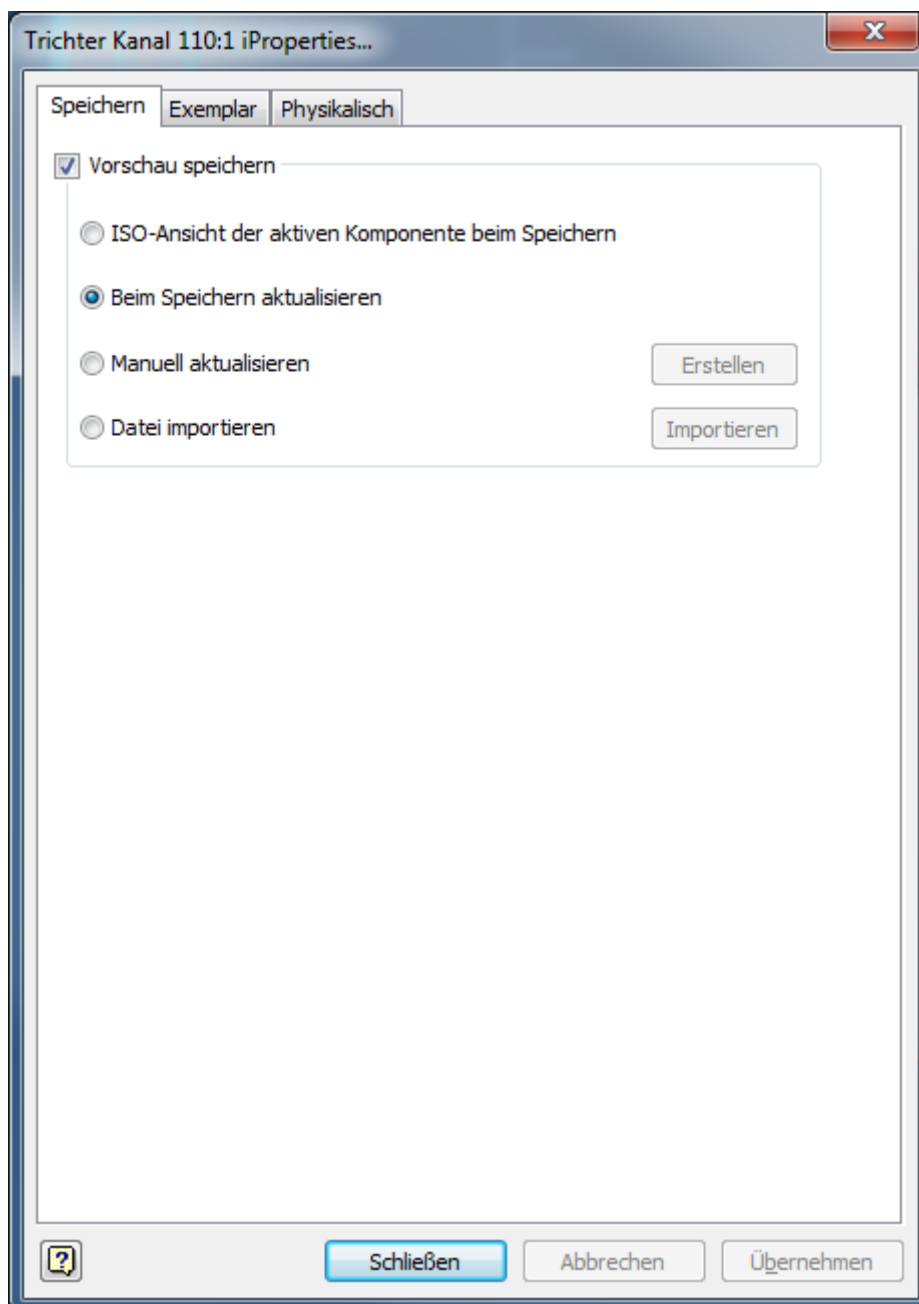 Trichter Kanal 110:1 iProperties...
Speichern Exemplar Physikalisch
Vorschau speichern
ISO-Ansicht der aktiven Komponente beim Speichern
Beim Speichern aktualisieren
Manuell aktualisieren Erstellen
Datei importieren Importieren
Schließen Abbrechen Übernehmen